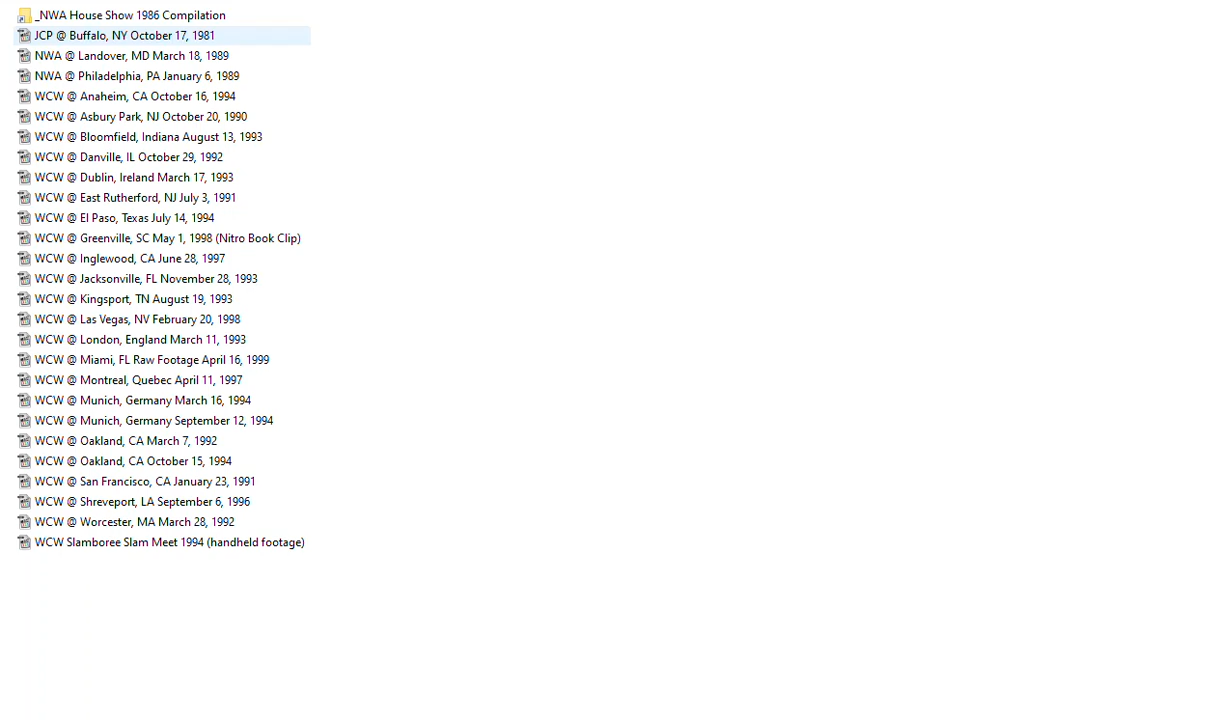 _NWA House Show 1986 Compilation
JCP @ Buffalo, NY October 17, 1981
NWA @ Landover, MD March 18, 1989
NWA @ Philadelphia, PA January 6, 1989
WCW @ Anaheim, CA October 16, 1994
WCW @ Asbury Park, NJ October 20, 1990
WCW @ Bloomfield, Indiana August 13, 1993
WCW @ Danville, IL October 29, 1992
WCW @ Dublin, Ireland March 17, 1993
WCW @ East Rutherford, NJ July 3, 1991
WCW @ El Paso, Texas July 14, 1994
WCW @ Greenville, SC May 1, 1998 (Nitro Book Clip)
WCW @ Inglewood, CA June 28, 1997
WCW @ Jacksonville, FL November 28, 1993
WCW @ Kingsport, TN August 19, 1993
WCW @ Las Vegas, NV February 20, 1998
WCW @ London, England March 11, 1993
WCW @ Miami, FL Raw Footage April 16, 1999
WCW @ Montreal, Quebec April 11, 1997
WCW @ Munich, Germany March 16, 1994
WCW @ Munich, Germany September 12, 1994
WCW @ Oakland, CA March 7, 1992
WCW @ Oakland, CA October 15, 1994
WCW @ San Francisco, CA January 23, 1991
WCW @ Shreveport, LA September 6, 1996
WCW @ Worcester, MA March 28, 1992
WCW Slamboree Slam Meet 1994 (handheld footage)